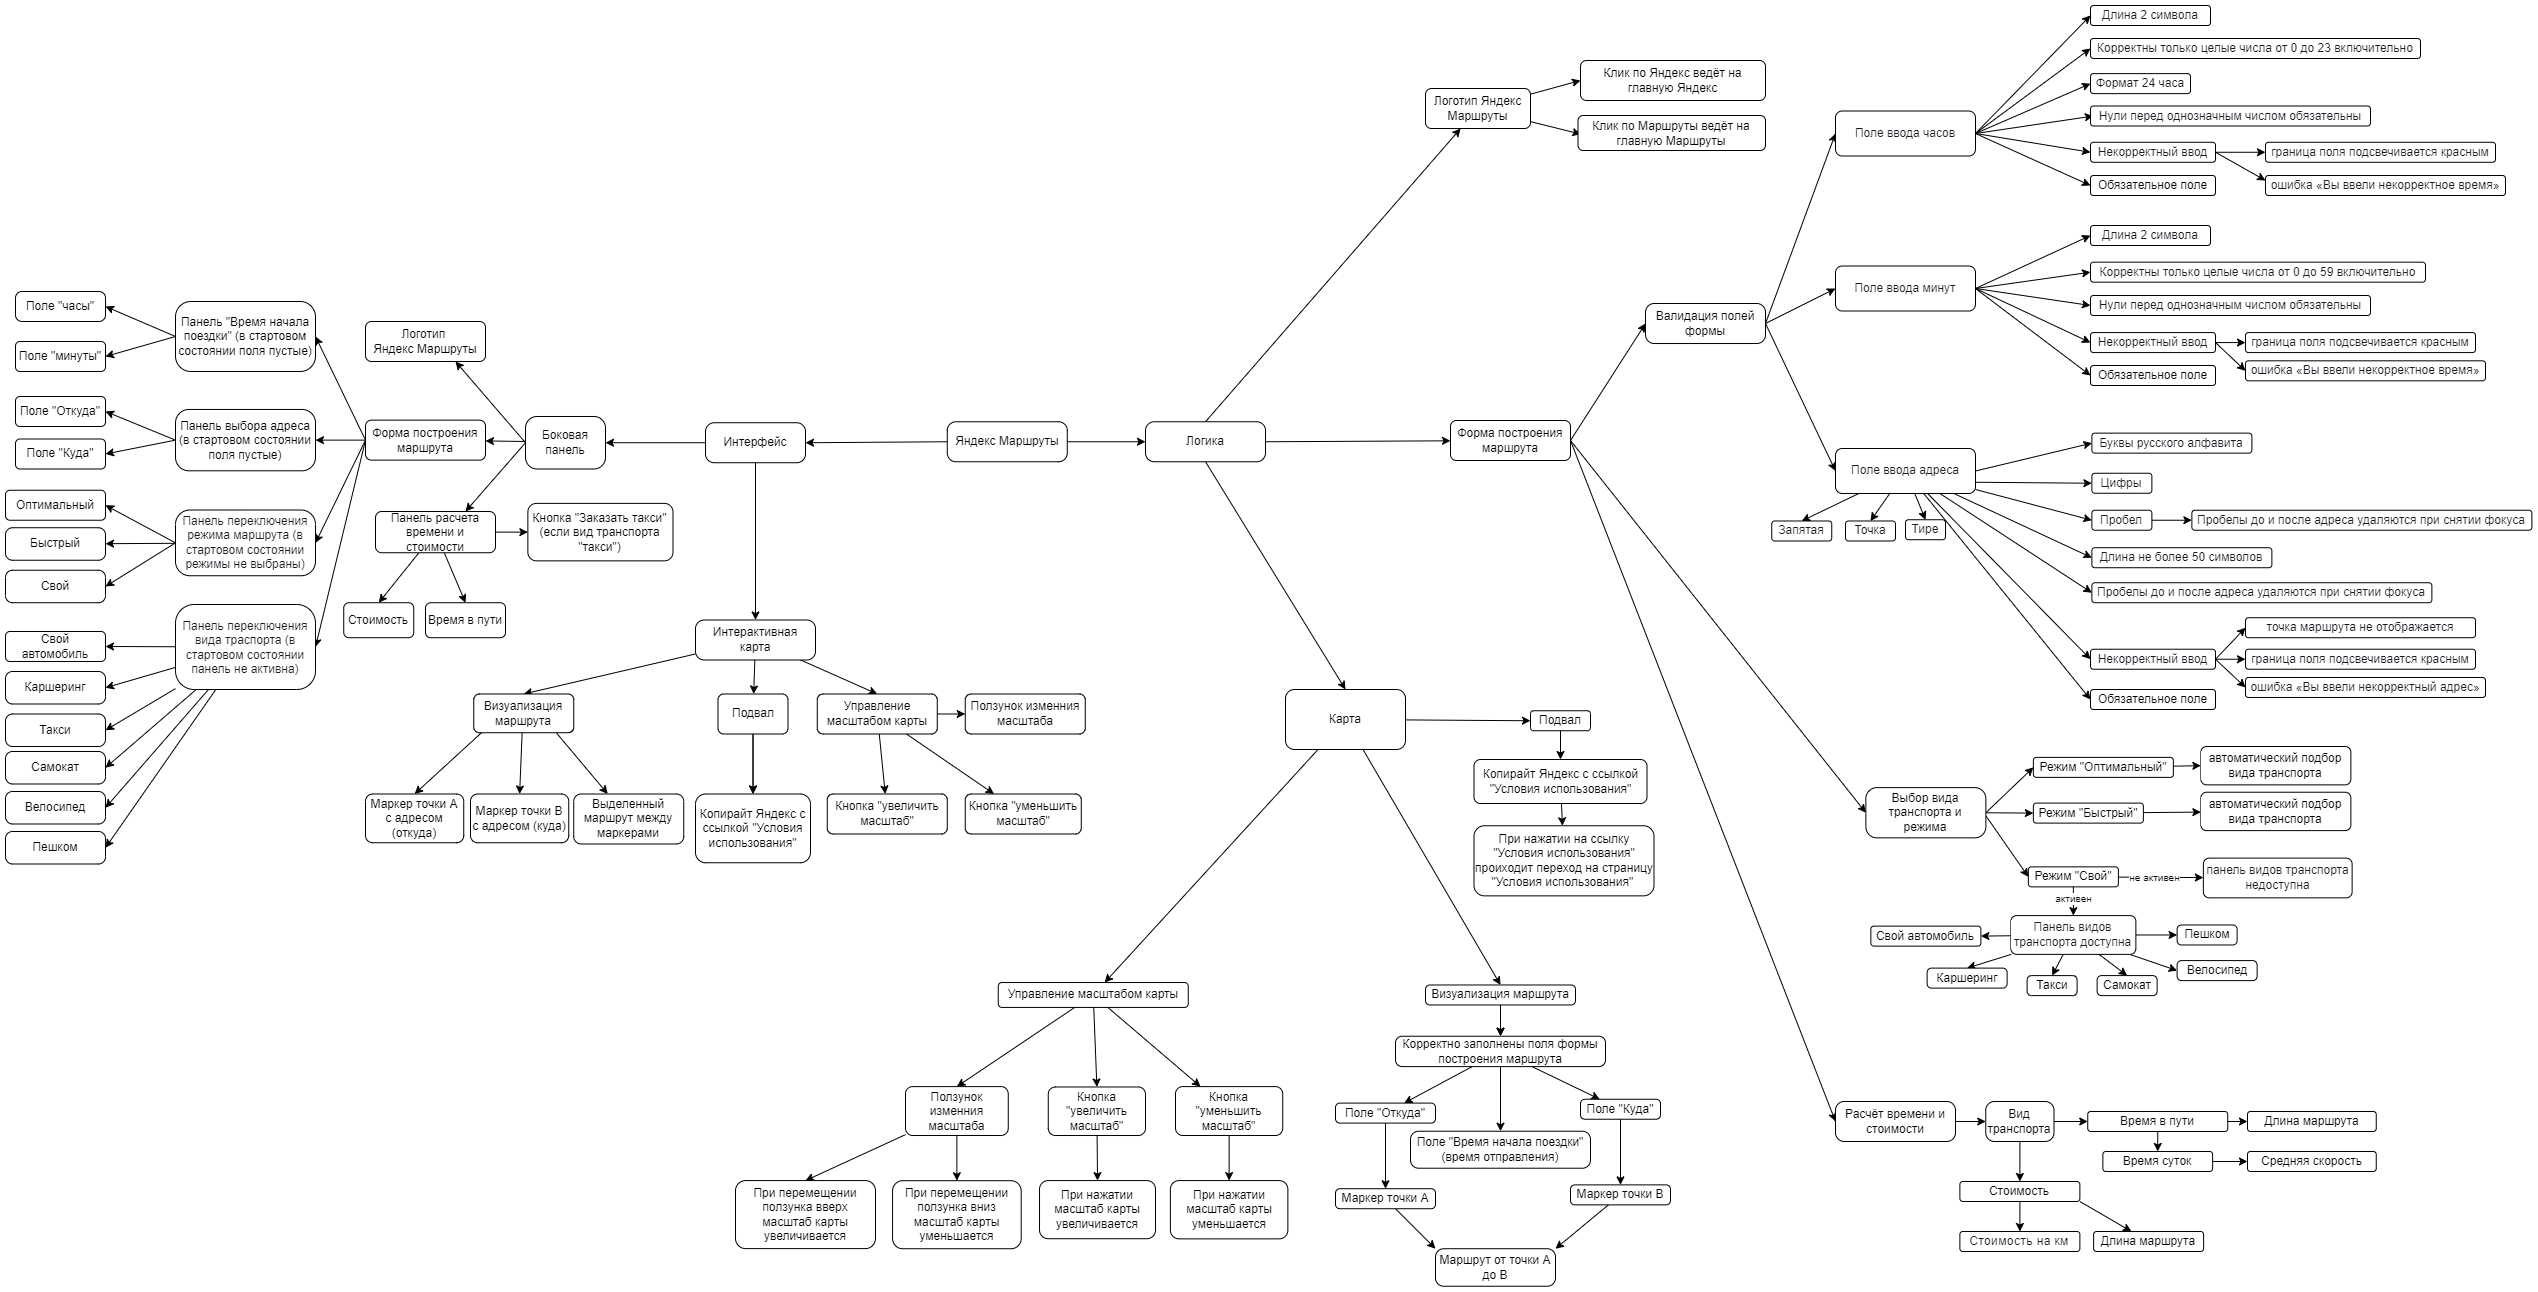 Яндекс Маршруты
Интерфейс
Боковая
панель
Логотип
Яндекс Маршруты
Форма построения
маршрута
Панель "Время начала
поездки" (в стартовом
состоянии поля пустые)
Поле "часы"
Поле "минуты"
Панель выбора адреса
(в стартовом состоянии
поля пустые)
Поле "Откуда"
Поле "Куда"
Панель переключения
режима маршрута (в
стартовом состоянии
режимы не выбраны)
Оптимальный
Быстрый
Свой
Панель переключения
вида траспорта (в
стартовом состоянии
панель не активна)
Свой
автомобиль
Каршеринг
Такси
Самокат
Велосипед
Пешком
Панель расчета
времени и
стоимости
Кнопка "Заказать такси"
(если вид транспорта
"такси")
Стоимость
Время в пути
Интерактивная
карта
Визуализация
маршрута
Маркер точки А
с адресом
(откуда)
Маркер точки В
с адресом (куда)
Выделенный
маршрут между
маркерами
Подвал
Копирайт Яндекс с
ссылкой "Условия
использования"
Управление
масштабом карты
Ползунок изменния
масштаба
Кнопка "увеличить
масштаб"
Кнопка "уменьшить
масштаб"
Логика
Логотип Яндекс
Маршруты
Клик по Яндекс ведёт на
главную Яндекс
Клик по Маршруты ведёт на
главную Маршруты
Форма построения
маршрута
Валидация полей
формы
Поле ввода часов
Длина 2 символа
Корректны только целые числа от 0 до 23 включительно
Формат 24 часа
Нули перед однозначным числом обязательны
Некорректный ввод
граница поля подсвечивается красным
ошибка «Вы ввели некорректное время»
Обязательное поле
Поле ввода минут
Длина 2 символа
Корректны только целые числа от 0 до 59 включительно
Нули перед однозначным числом обязательны
Некорректный ввод
граница поля подсвечивается красным
ошибка «Вы ввели некорректное время»
Обязательное поле
Поле ввода адреса
Буквы русского алфавита
Цифры
Пробел
Пробелы до и после адреса удаляются при снятии фокуса
Запятая
Точка
Тире
Длина не более 50 символов
Пробелы до и после адреса удаляются при снятии фокуса
Некорректный ввод
точка маршрута не отображается
граница поля подсвечивается красным
ошибка «Вы ввели некорректный адрес»
Обязательное поле
Выбор вида
транспорта и
режима
Режим "Оптимальный"
автоматический подбор
вида транспорта
Режим "Быстрый"
автоматический подбор
вида транспорта
Режим "Свой"
не активен
панель видов транспорта
недоступна
активен
Панель видов
транспорта доступна
Свой автомобиль
Каршеринг
Такси
Самокат
Велосипед
Пешком
Расчёт времени и
стоимости
Вид
транспорта
Время в пути
Длина маршрута
Время суток
Средняя скорость
Стоимость
Стоимость на км
Длина маршрута
Карта
Подвал
Копирайт Яндекс с ссылкой
"Условия использования"
При нажатии на ссылку
"Условия использования"
проиходит переход на страницу
"Условия использования"
Управление масштабом карты
Ползунок
изменния
масштаба
При перемещении
ползунка вверх
масштаб карты
увеличивается
При перемещении
ползунка вниз
масштаб карты
уменьшается
Кнопка
"увеличить
масштаб"
При нажатии
масштаб карты
увеличивается
Кнопка
"уменьшить
масштаб"
При нажатии
масштаб карты
уменьшается
Визуализация маршрута
Корректно заполнены поля формы
построения маршрута
Поле "Откуда"
Поле "Время начала поездки"
(время отправления)
Поле "Куда"
Маркер точки А
Маркер точки В
Маршрут от точки А
до В